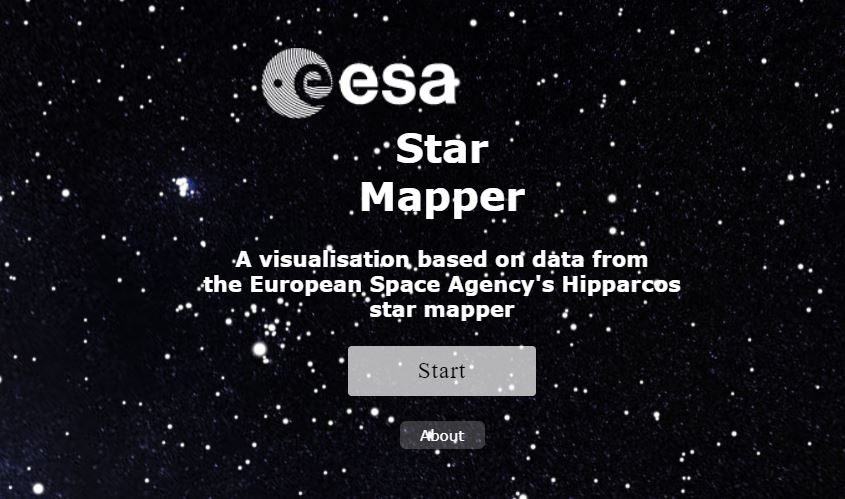 esa
Star
Mapper
A visualisation based on data from
the European Space Agency's Hipparcos
star mapper
Start
About